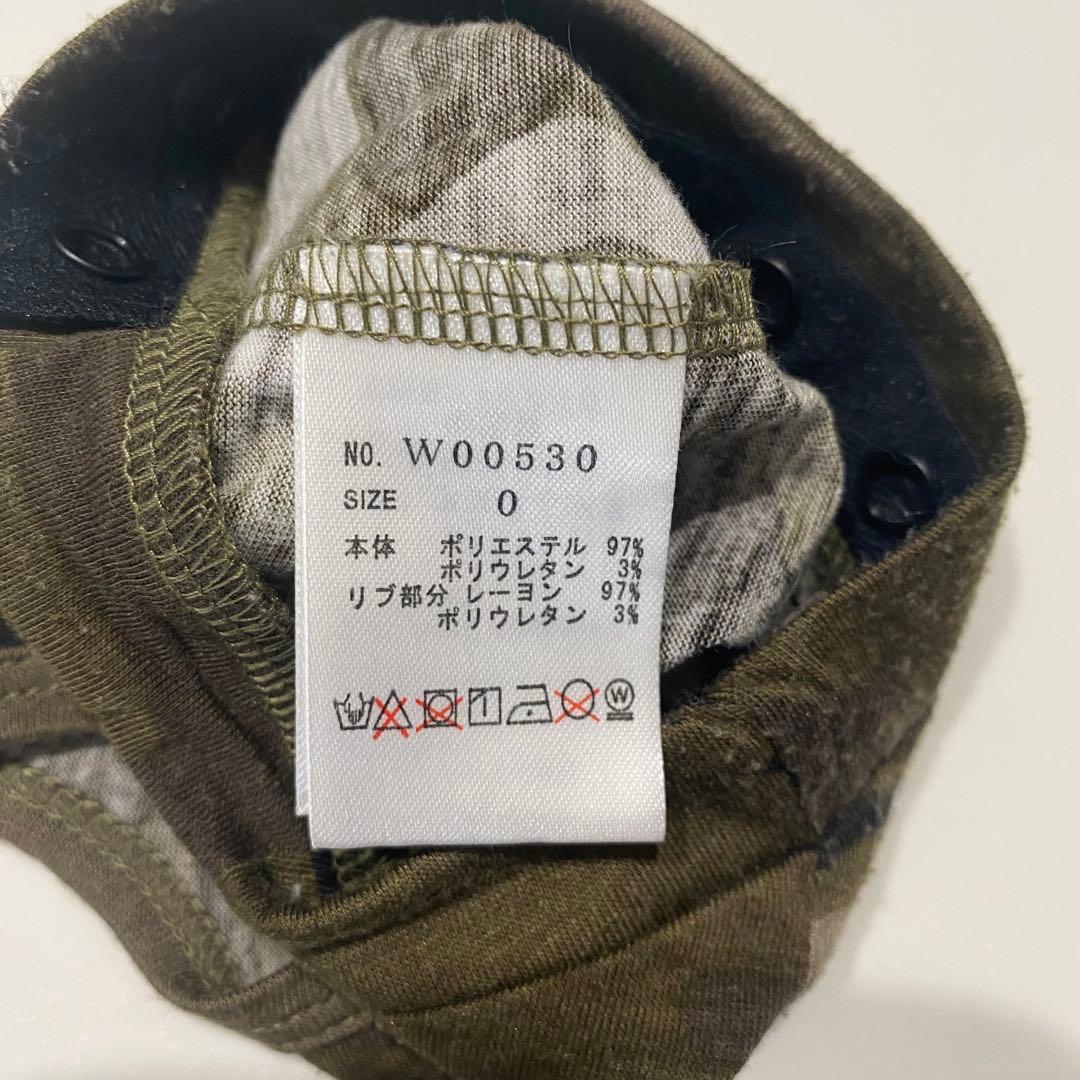 NO. W00530
SIZE 0
本体 ポリエステル 97%
ポリウレタン 3%
リブ部分 レーヨン 97%
ポリウレタン 3%
W